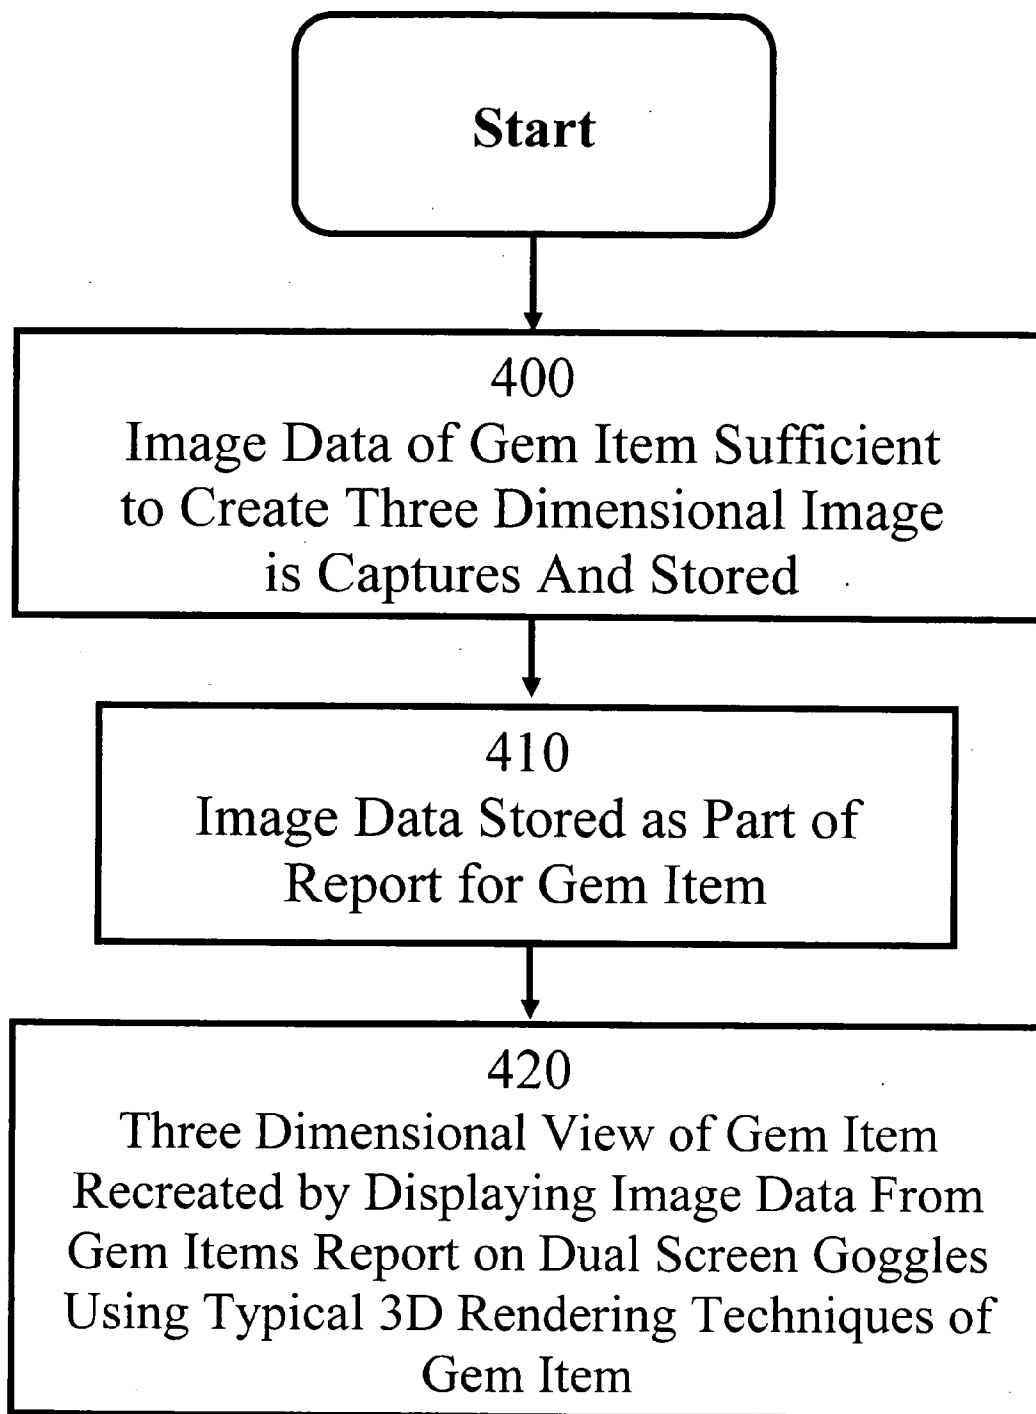 Start
400
Image Data of Gem Item Sufficient
to Create Three Dimensional Image
is Captures And Stored
410
Image Data Stored as Part of
Report for Gem Item
420
Three Dimensional View of Gem Item
Recreated by Displaying Image Data From
Gem Items Report on Dual Screen Goggles
Using Typical 3D Rendering Techniques of
Gem Item